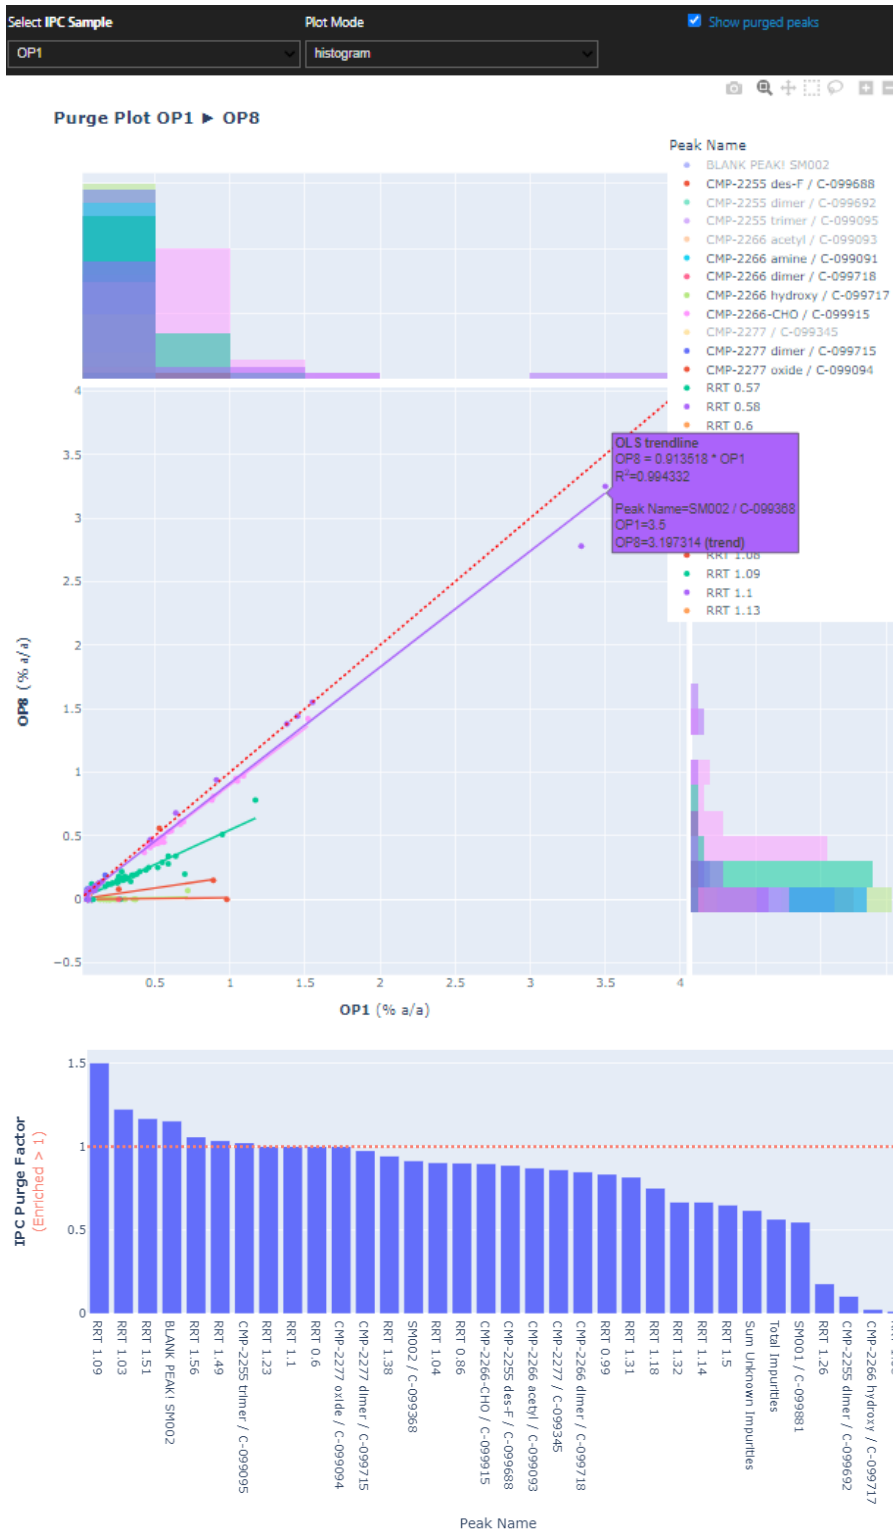 Select IPC Sample
Plot Mode
Show purged peaks
OP1
histogram
Purge Plot OP1 ► OP8
Peak Name
BLANK PEAK! SM002
CMP-2255 des-F / C-099688
CMP-2255 dimer / C-099692
CMP-2255 trimer / C-099095
CMP-2266 acetyl / C-099093
CMP-2266 amine / C-099091
CMP-2266 dimer / C-099718
CMP-2266 hydroxy / C-099717
CMP-2266-CHO / C-099915
CMP-2277 / C-099345
CMP-2277 dimer / C-099715
CMP-2277 oxide / C-099094
RRT 0.57
RRT 0.58
RRT 0.6
OLS trendline
OP8 = 0.913518 * OP1
R²=0.994332
Peak Name=SM002 / C-099368
OP1=3.5
OP8=3.197314 (trend)
RRT 1.08
RRT 1.09
RRT 1.1
RRT 1.13
4
3.5
3
2.5
2
1.5
1
0.5
0
−0.5
OP8 (% a/a)
0.5
1
1.5
2
2.5
3
3.5
4
OP1 (% a/a)
1.5
1
0.5
0
IPC Purge Factor
(Enriched > 1)
RRT 1.09
RRT 1.03
RRT 1.51
BLANK PEAK! SM002
RRT 1.56
RRT 1.49
CMP-2255 trimer / C-099095
RRT 1.23
RRT 1.1
RRT 0.6
CMP-2277 oxide / C-099094
CMP-2277 dimer / C-099715
RRT 1.38
SM002 / C-099368
RRT 1.04
RRT 0.86
CMP-2266-CHO / C-099915
CMP-2255 des-F / C-099688
CMP-2266 acetyl / C-099093
CMP-2277 / C-099345
CMP-2266 dimer / C-099718
RRT 0.99
RRT 1.31
RRT 1.18
RRT 1.32
RRT 1.14
RRT 1.5
Sum Unknown Impurities
Total Impurities
SM001 / C-099881
RRT 1.26
CMP-2255 dimer / C-099692
CMP-2266 hydroxy / C-099717
Peak Name